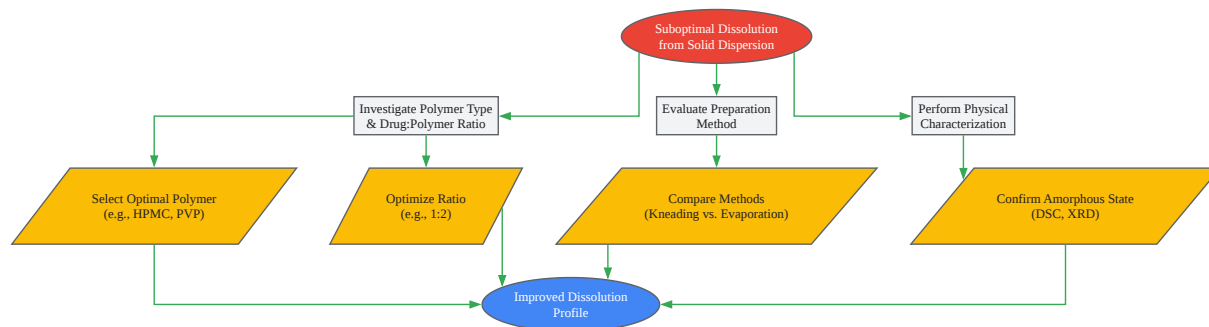 Suboptimal Dissolution
from Solid Dispersion
Investigate Polymer Type
& Drug:Polymer Ratio
Evaluate Preparation
Method
Perform Physical
Characterization
Select Optimal Polymer
(e.g., HPMC, PVP)
Optimize Ratio
(e.g., 1:2)
Compare Methods
(Kneading vs. Evaporation)
Confirm Amorphous State
(DSC, XRD)
Improved Dissolution
Profile